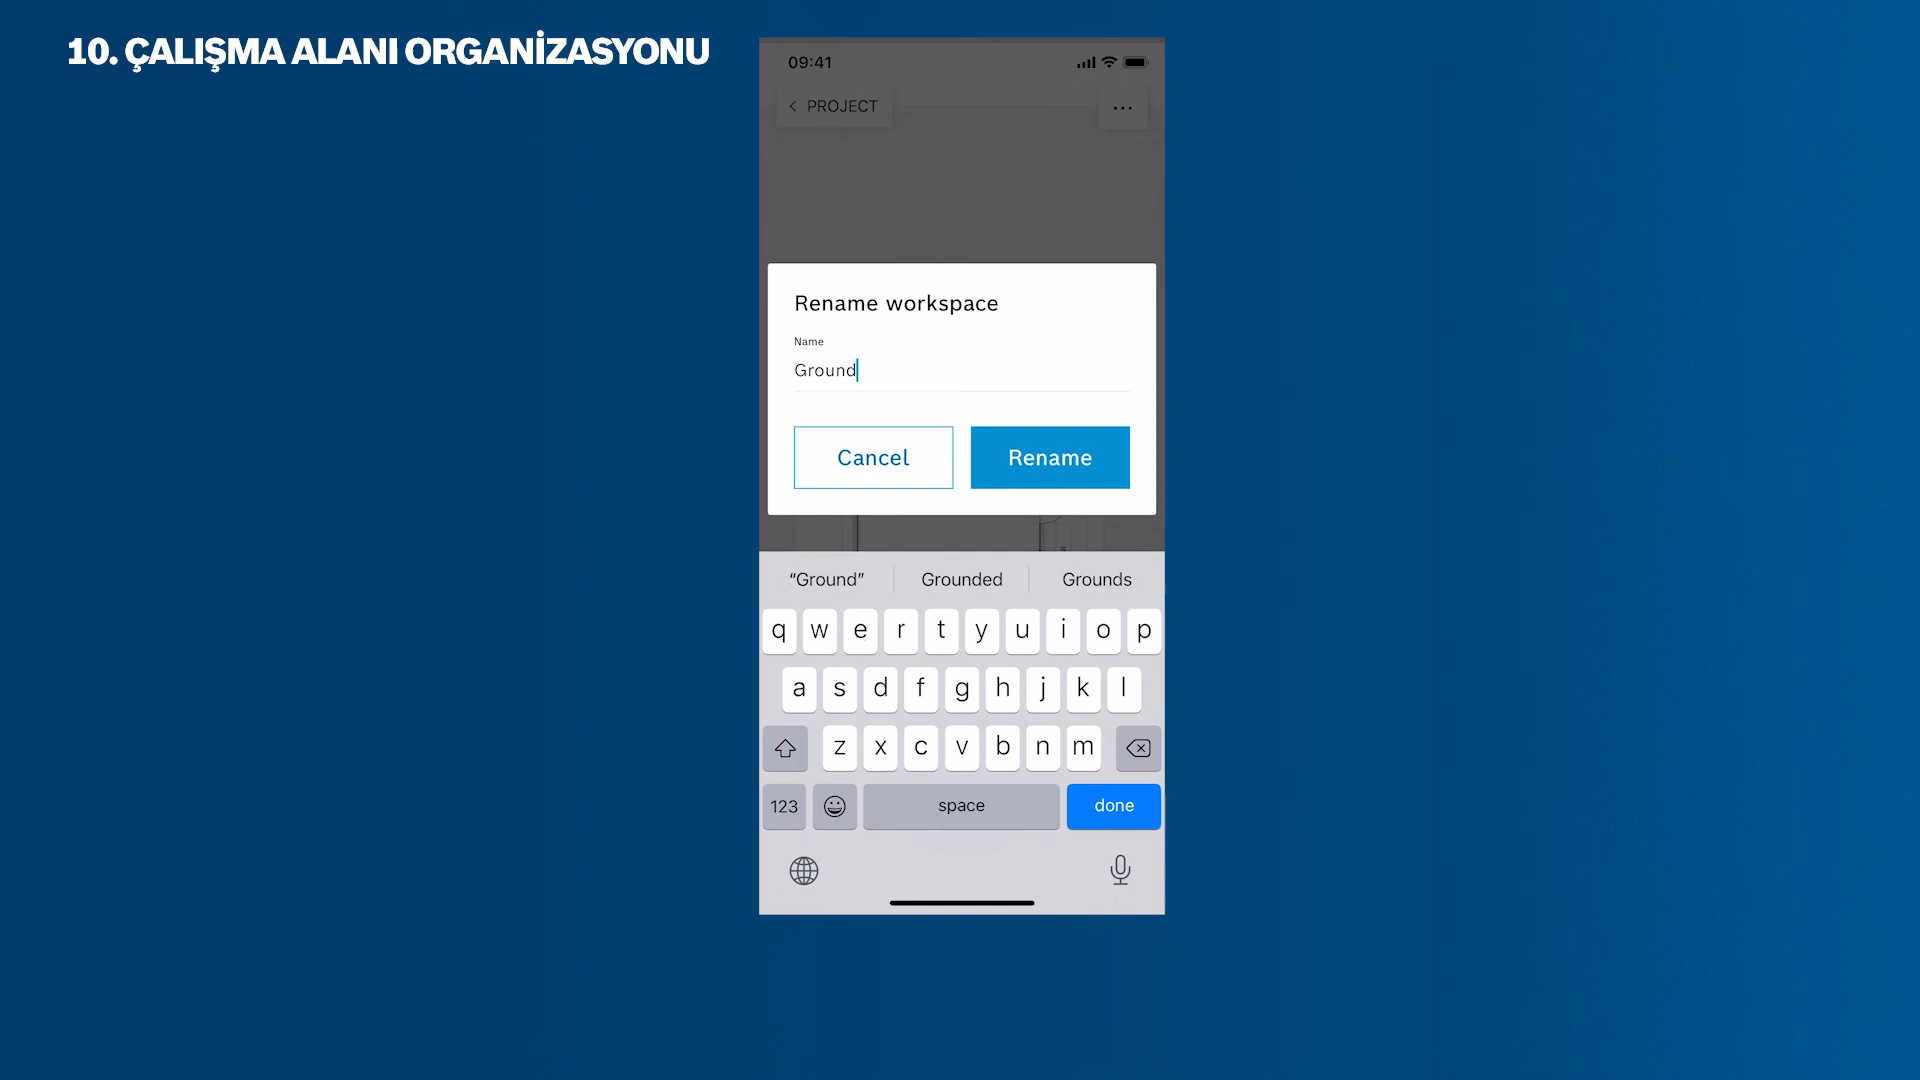 10. ÇALIŞMA ALANI ORGANİZASYONU
09:41
PROJECT
Rename workspace
Name
Ground
Cancel Rename
“Ground” Grounded Grounds
q w e r t y u i o p
a s d f g h j k l
z x c v b n m
123 space done